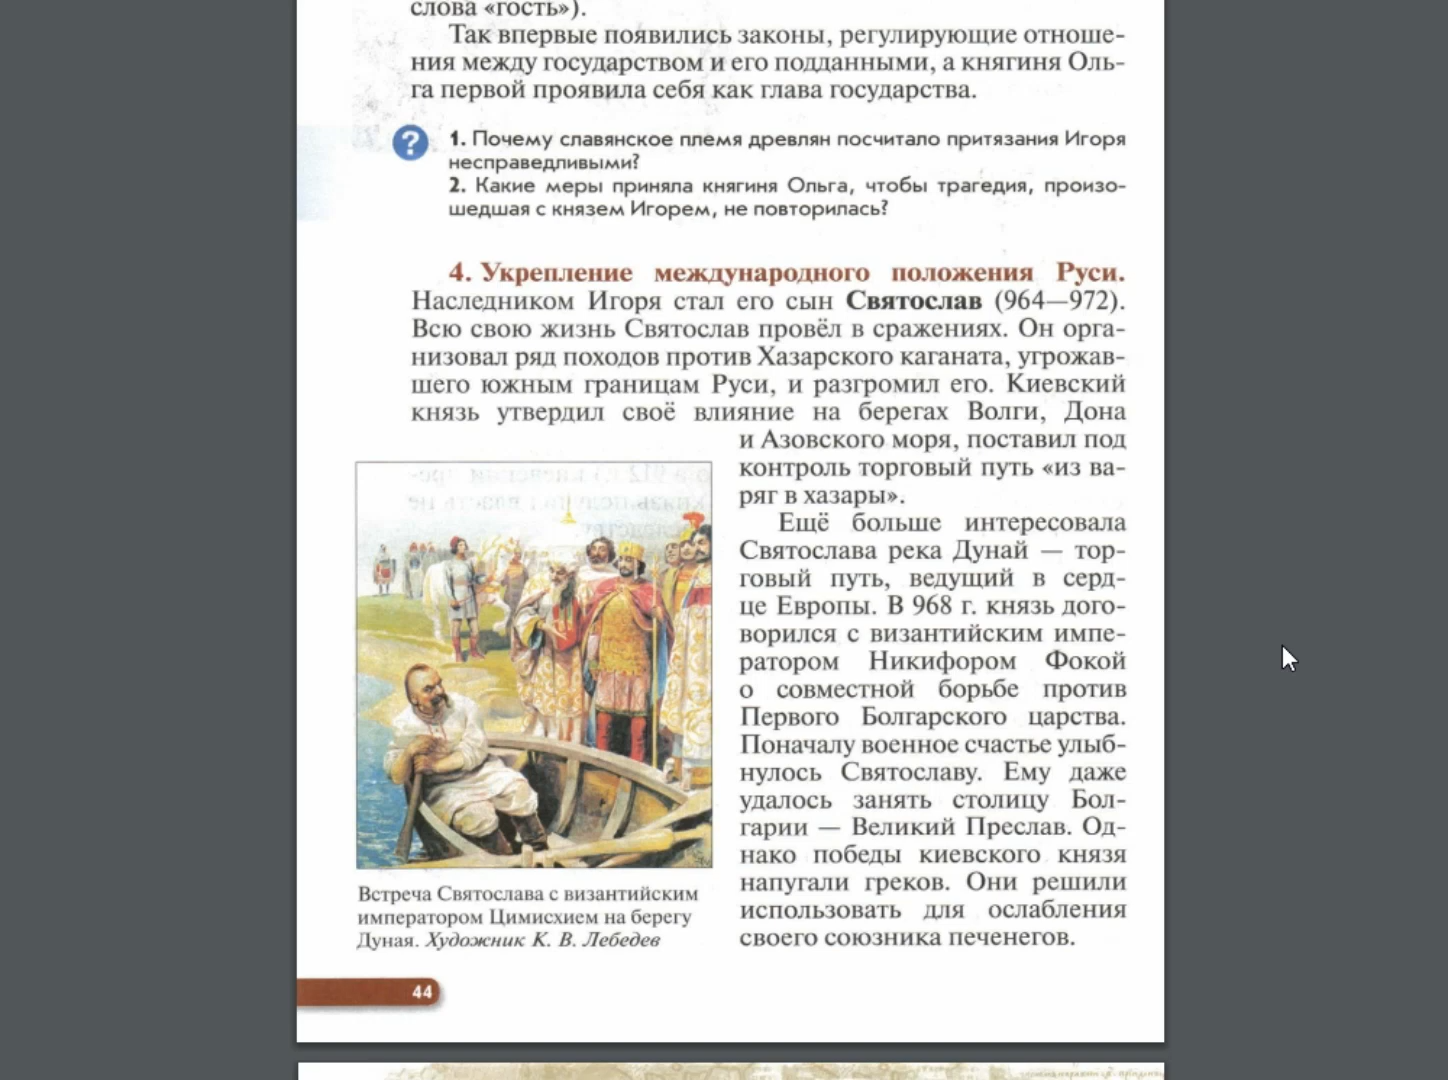 слова «гость»).
Так впервые появились законы, регулирующие отноше-
ния между государством и его подданными, а княгиня Оль-
га первой проявила себя как глава государства.
?
1. Почему славянское племя древлян посчитало притязания Игоря
несправедливыми?
2. Какие меры приняла княгиня Ольга, чтобы трагедия, произо-
шедшая с князем Игорем, не повторилась?
4. Укрепление международного положения Руси.
Наследником Игоря стал его сын Святослав (964—972).
Всю свою жизнь Святослав провёл в сражениях. Он орга-
низовал ряд походов против Хазарского каганата, угрожав-
шего южным границам Руси, и разгромил его. Киевский
князь утвердил своё влияние на берегах Волги, Дона
и Азовского моря, поставил под
контроль торговый путь «из ва-
ряг в хазары».
Ещё больше интересовала
Святослава река Дунай — тор-
говый путь, ведущий в серд-
це Европы. В 968 г. князь дого-
ворился с византийским импе-
ратором Никифором Фокой
о совместной борьбе против
Первого Болгарского царства.
Поначалу военное счастье улыб-
нулось Святославу. Ему даже
удалось занять столицу Бол-
гарии — Великий Преслав. Од-
нако победы киевского князя
напугали греков. Они решили
использовать для ослабления
своего союзника печенегов.
Встреча Святослава с византийским
императором Цимисхием на берегу
Дуная. Художник К. В. Лебедев
44